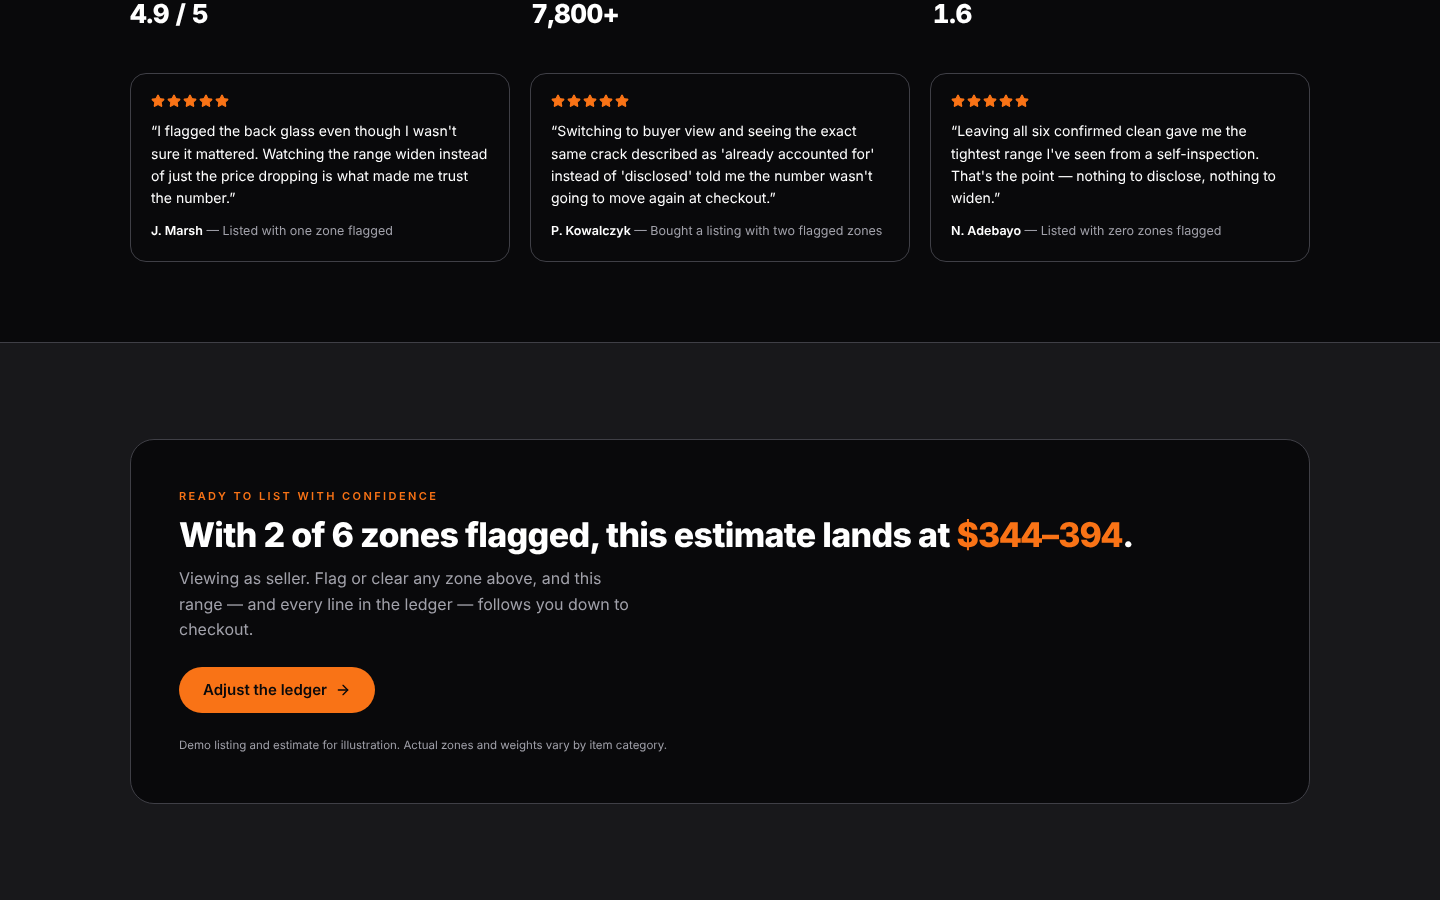 4.9 / 5
7,800+
1.6
“I flagged the back glass even though I wasn't
sure it mattered. Watching the range widen instead
of just the price dropping is what made me trust
the number.”
J. Marsh — Listed with one zone flagged
“Switching to buyer view and seeing the exact
same crack described as 'already accounted for'
instead of 'disclosed' told me the number wasn't
going to move again at checkout.”
P. Kowalczyk — Bought a listing with two flagged zones
“Leaving all six confirmed clean gave me the
tightest range I've seen from a self-inspection.
That's the point — nothing to disclose, nothing to
widen.”
N. Adebayo — Listed with zero zones flagged
READY TO LIST WITH CONFIDENCE
With 2 of 6 zones flagged, this estimate lands at $344–394.
Viewing as seller. Flag or clear any zone above, and this
range — and every line in the ledger — follows you down to
checkout.
Adjust the ledger
Demo listing and estimate for illustration. Actual zones and weights vary by item category.